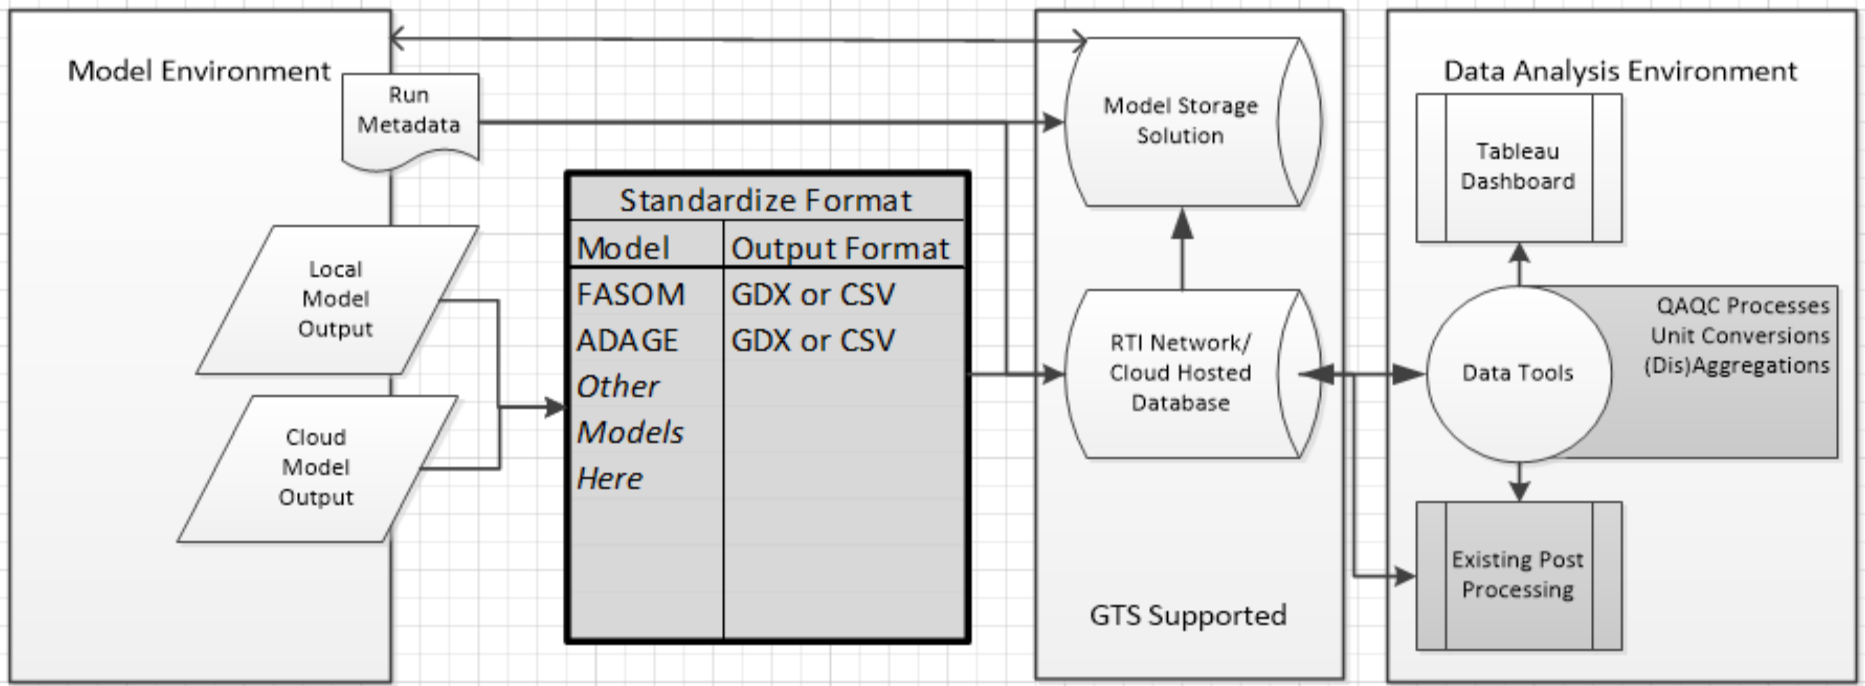 Model Environment
Run
Metadata
Local
Model
Output
Cloud
Model
Output
Standardize Format
Model Output Format
FASOM GDX or CSV
ADAGE GDX or CSV
Other
Models
Here
Model Storage
Solution
RTI Network/
Cloud Hosted
Database
GTS Supported
Data Analysis Environment
Tableau
Dashboard
Data Tools
QAQC Processes
Unit Conversions
(Dis)Aggregations
Existing Post
Processing